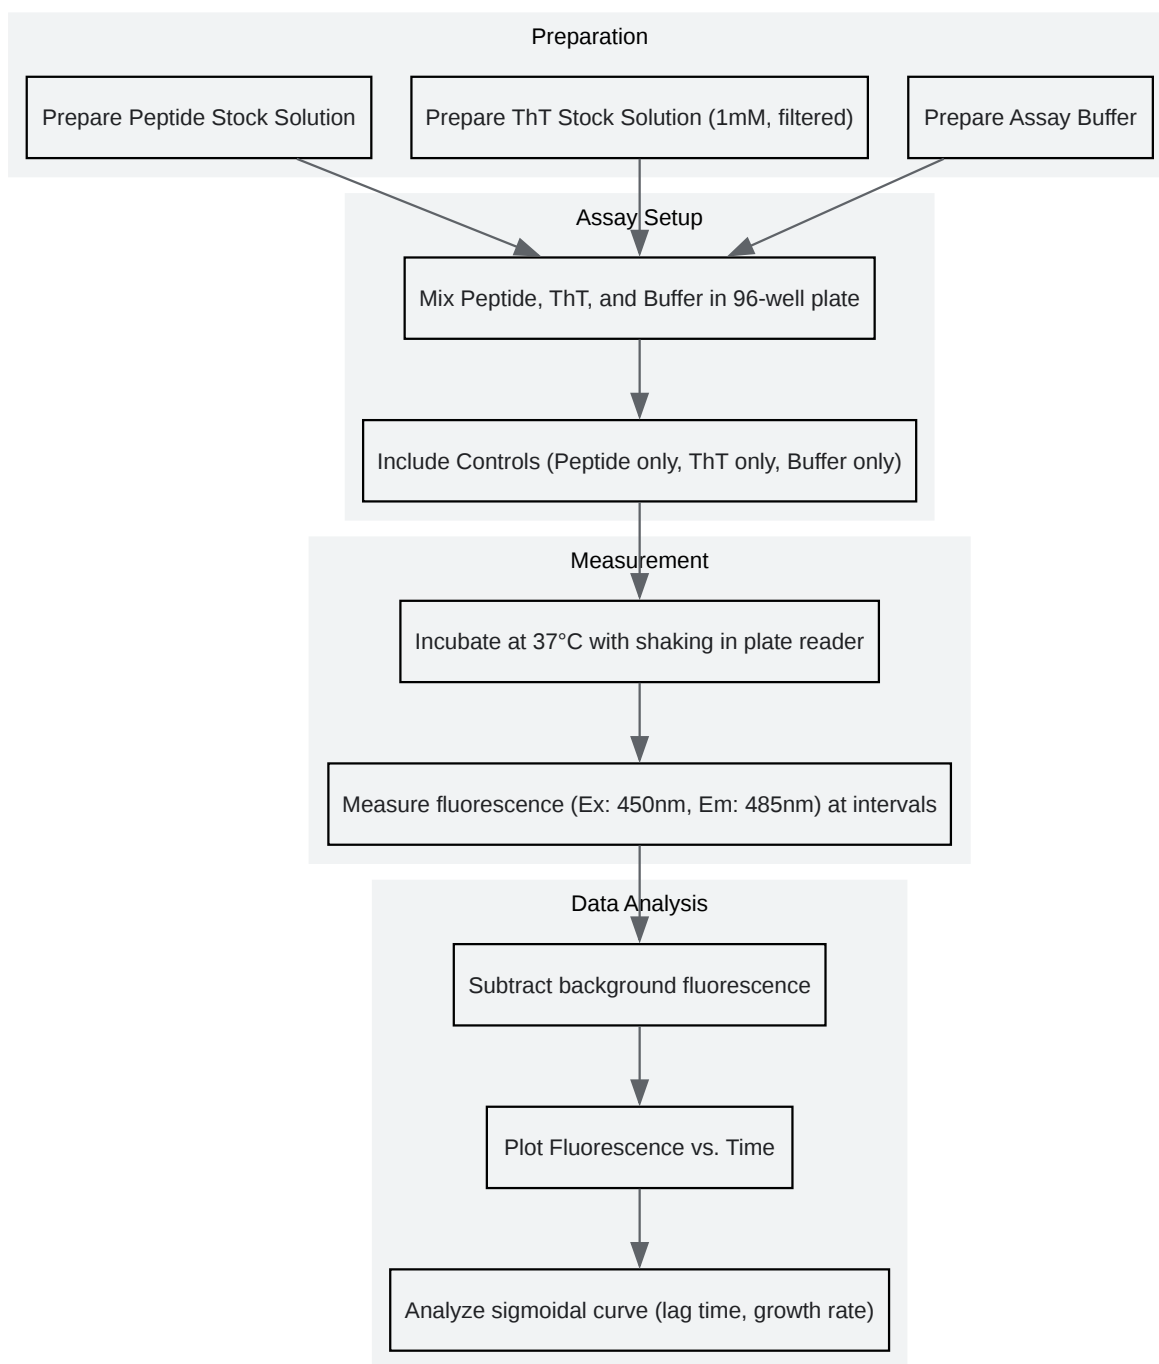 Preparation
Prepare Peptide Stock Solution
Prepare ThT Stock Solution (1mM, filtered)
Prepare Assay Buffer
Assay Setup
Mix Peptide, ThT, and Buffer in 96-well plate
Include Controls (Peptide only, ThT only, Buffer only)
Measurement
Incubate at 37°C with shaking in plate reader
Measure fluorescence (Ex: 450nm, Em: 485nm) at intervals
Data Analysis
Subtract background fluorescence
Plot Fluorescence vs. Time
Analyze sigmoidal curve (lag time, growth rate)